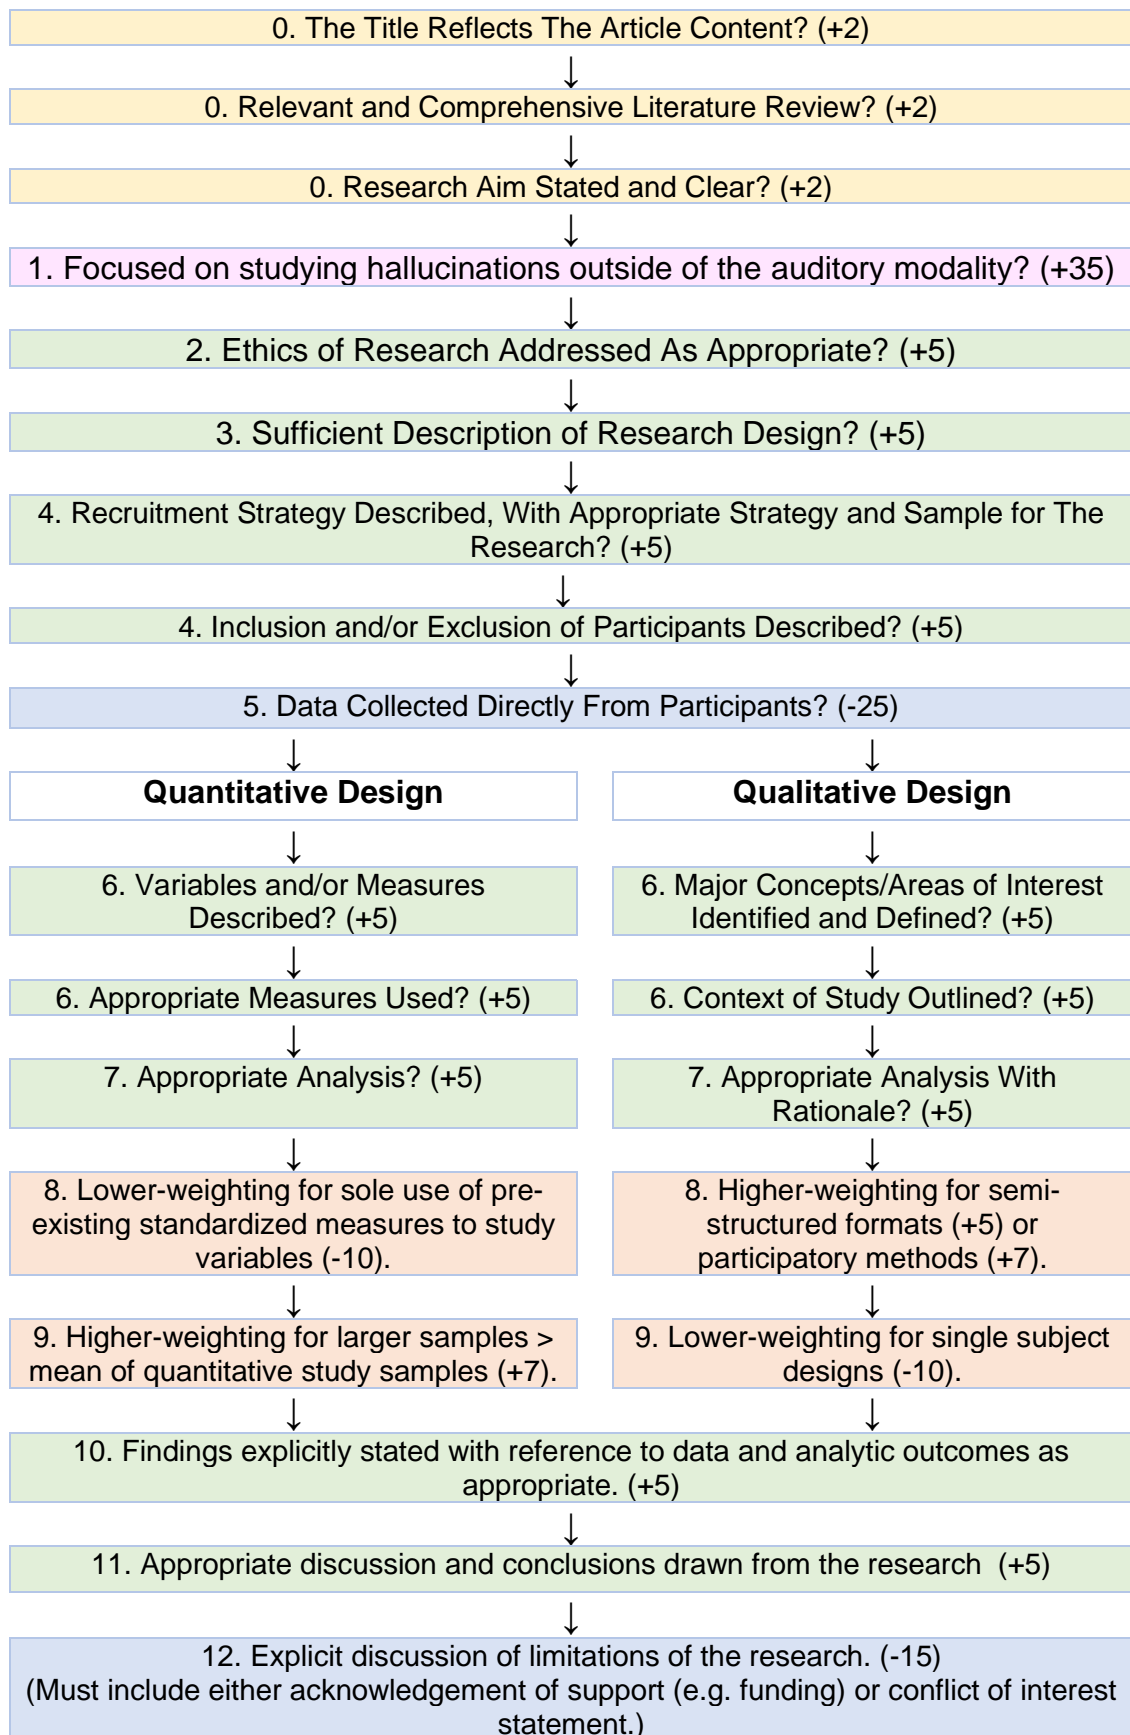 0. The Title Reflects The Article Content? (+2)
↓
0. Relevant and Comprehensive Literature Review? (+2)
↓
0. Research Aim Stated and Clear? (+2)
↓
1. Focused on studying hallucinations outside of the auditory modality? (+35)
↓
2. Ethics of Research Addressed As Appropriate? (+5)
↓
3. Sufficient Description of Research Design? (+5)
↓
4. Recruitment Strategy Described, With Appropriate Strategy and Sample for The
Research? (+5)
↓
4. Inclusion and/or Exclusion of Participants Described? (+5)
↓
5. Data Collected Directly From Participants? (-25)
↓ ↓
Quantitative Design
↓
6. Variables and/or Measures
Described? (+5)
↓
6. Appropriate Measures Used? (+5)
↓
7. Appropriate Analysis? (+5)
↓
8. Lower-weighting for sole use of pre-
existing standardized measures to study
variables (-10).
↓
9. Higher-weighting for larger samples >
mean of quantitative study samples (+7).
↓
Qualitative Design
↓
6. Major Concepts/Areas of Interest
Identified and Defined? (+5)
↓
6. Context of Study Outlined? (+5)
↓
7. Appropriate Analysis With
Rationale? (+5)
↓
8. Higher-weighting for semi-
structured formats (+5) or
participatory methods (+7).
↓
9. Lower-weighting for single subject
designs (-10).
↓
10. Findings explicitly stated with reference to data and analytic outcomes as
appropriate. (+5)
↓
11. Appropriate discussion and conclusions drawn from the research (+5)
↓
12. Explicit discussion of limitations of the research. (-15)
(Must include either acknowledgement of support (e.g. funding) or conflict of interest
statement.)